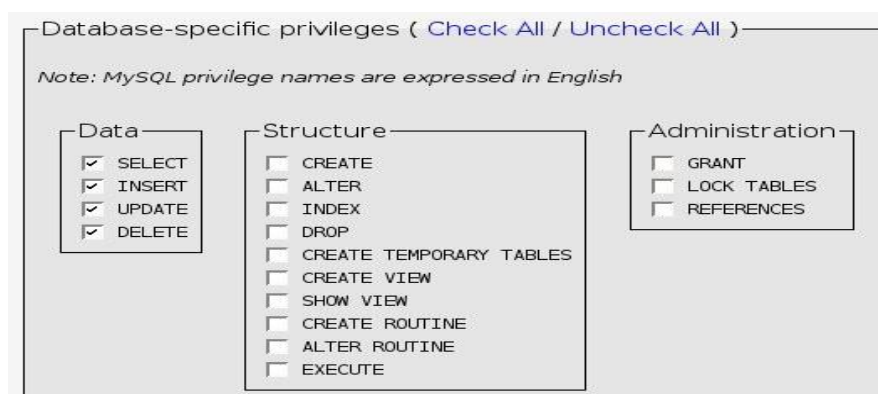 Database-specific privileges ( Check All / Uncheck All )
Note: MySQL privilege names are expressed in English
Data
SELECT
INSERT
UPDATE
DELETE
Structure
CREATE
ALTER
INDEX
DROP
CREATE TEMPORARY TABLES
CREATE VIEW
SHOW VIEW
CREATE ROUTINE
ALTER ROUTINE
EXECUTE
Administration
GRANT
LOCK TABLES
REFERENCES